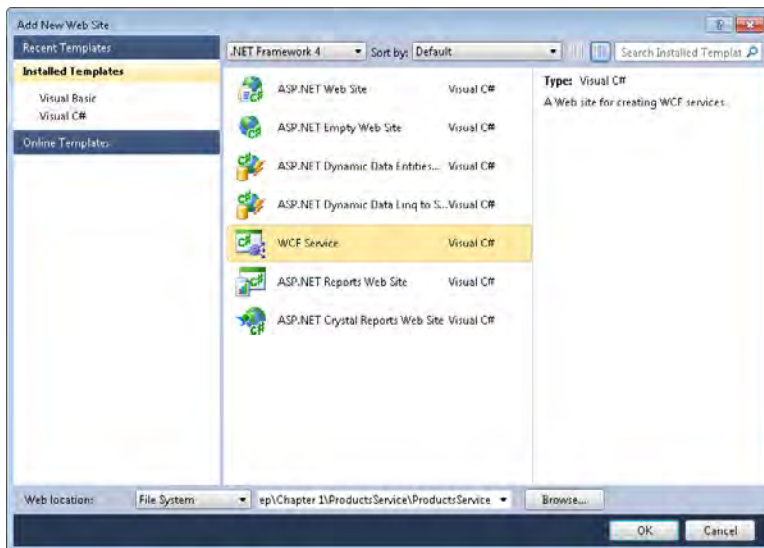 Add New Web Site
Recent Templates
.NET Framework 4
Sort by: Default
Search Installed Templat
Installed Templates
Visual Basic
Visual C#
Online Templates
ASP.NET Web Site Visual C#
ASP.NET Empty Web Site Visual C#
ASP.NET Dynamic Data Entities... Visual C#
ASP.NET Dynamic Data Linq to S... Visual C#
WCF Service Visual C#
ASP.NET Reports Web Site Visual C#
ASP.NET Crystal Reports Web Site Visual C#
Type: Visual C#
A Web site for creating WCF services
Web location: File System ep\Chapter 1\ProductsService\ProductsService Browse...
OK Cancel